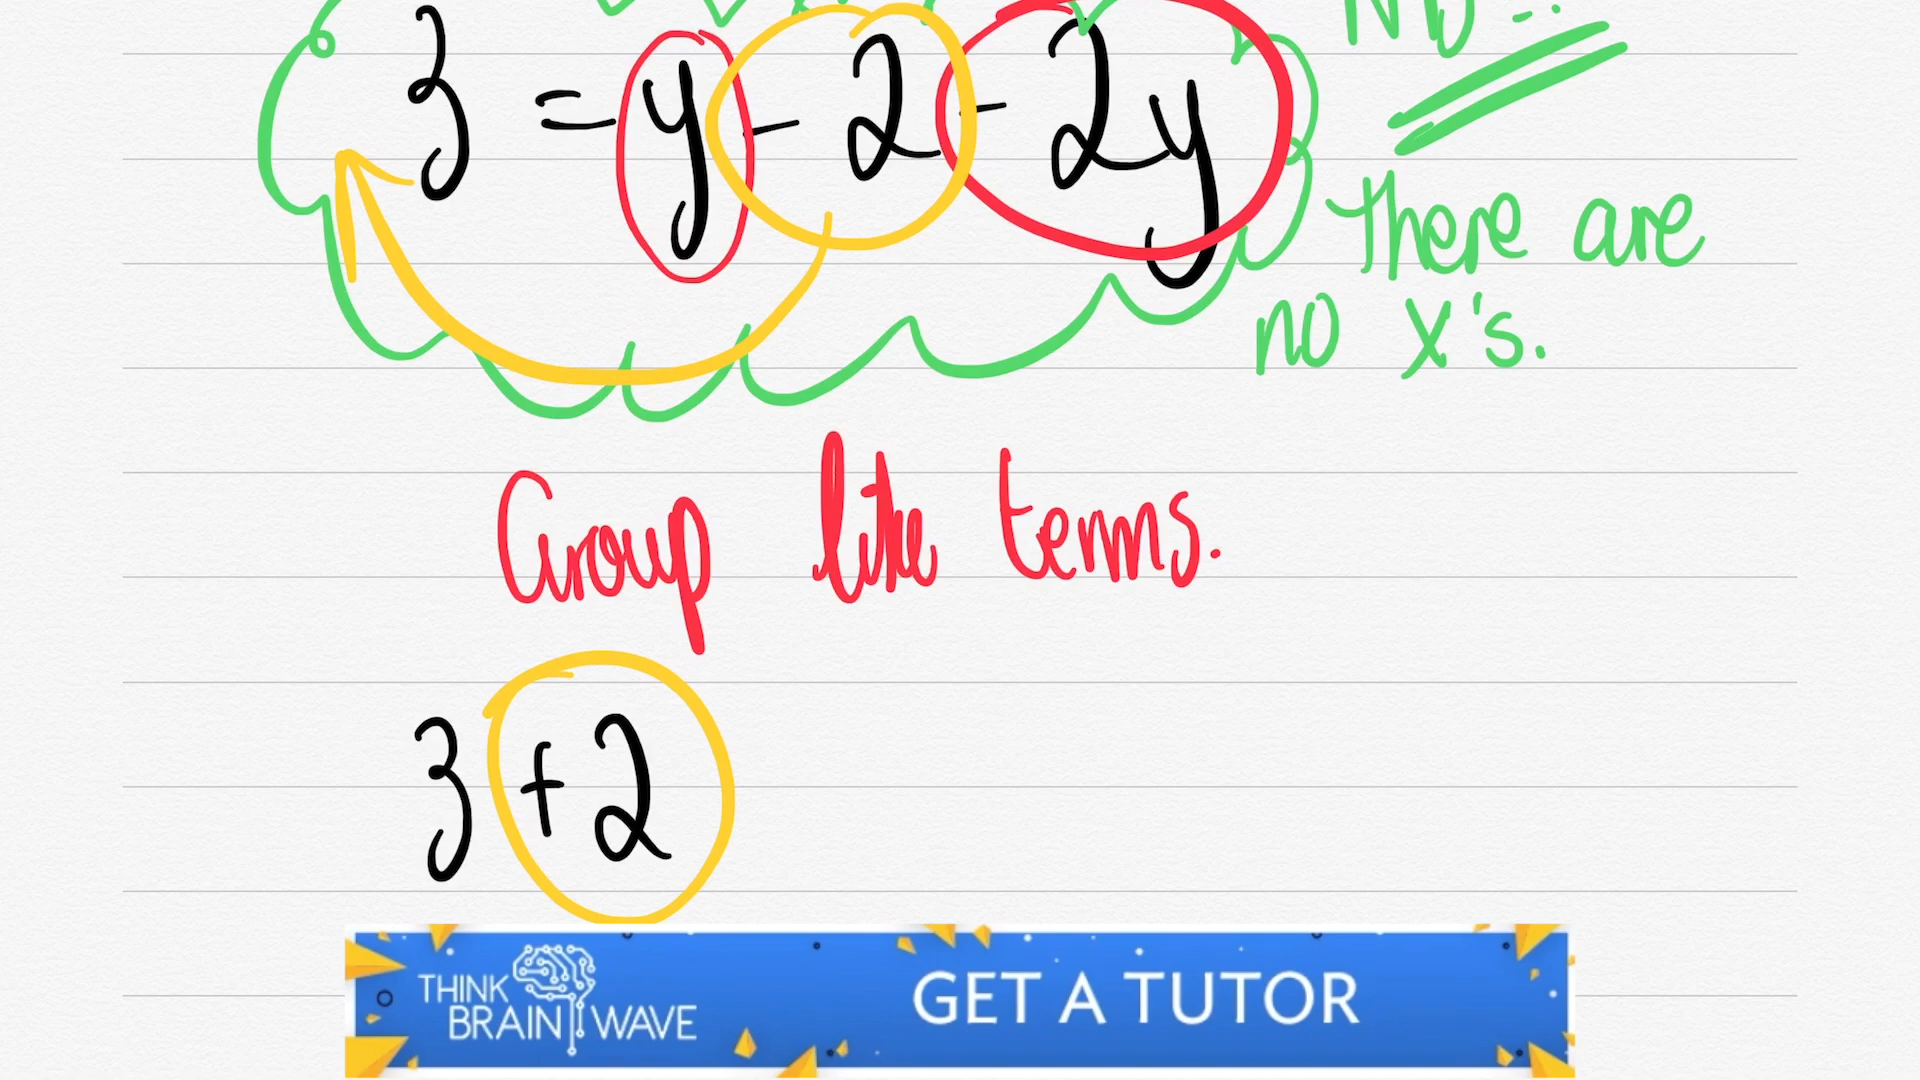 3 = y - 2 - 2y
There are
no x's.
Group like terms.
3 + 2
THINK
BRAIN WAVE
GET A TUTOR